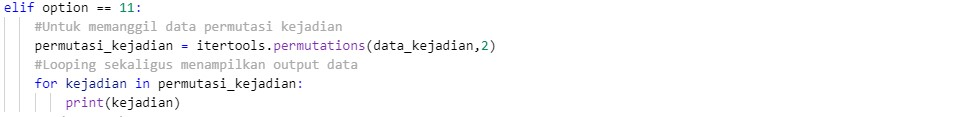 elif option == 11:
#Untuk memanggil data permutasi kejadian
permutasi_kejadian = itertools.permutations(data_kejadian,2)
#Looping sekaligus menampilkan output data
for kejadian in permutasi_kejadian:
print(kejadian)